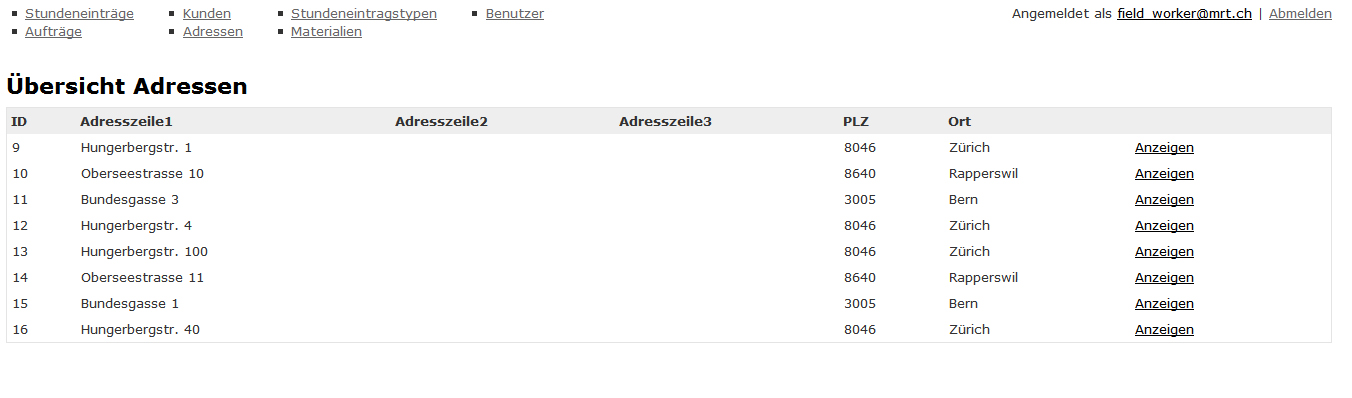 Stundeneinträge Kunden Stundeneintragstypen Benutzer Angemeldet als field_worker@mrt.ch | Abmelden
Aufträge Adressen Materialien
Übersicht Adressen
ID Adresszeile1 Adresszeile2 Adresszeile3 PLZ Ort
9 Hungerbergstr. 1 8046 Zürich Anzeigen
10 Oberseestrasse 10 8640 Rapperswil Anzeigen
11 Bundesgasse 3 3005 Bern Anzeigen
12 Hungerbergstr. 4 8046 Zürich Anzeigen
13 Hungerbergstr. 100 8046 Zürich Anzeigen
14 Oberseestrasse 11 8640 Rapperswil Anzeigen
15 Bundesgasse 1 3005 Bern Anzeigen
16 Hungerbergstr. 40 8046 Zürich Anzeigen